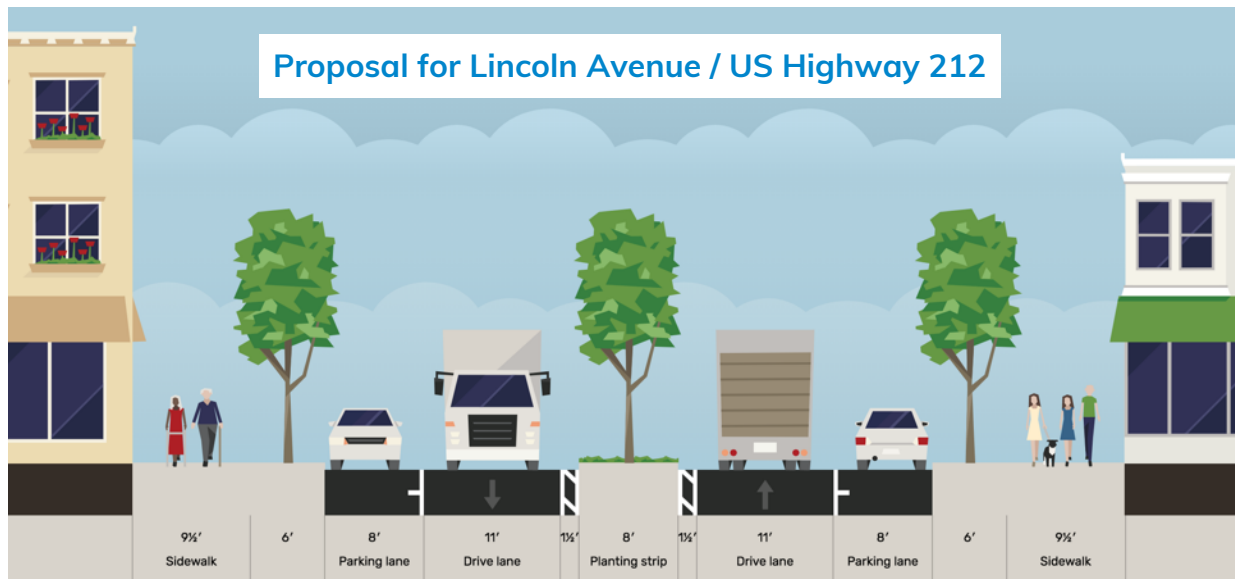 Proposal for Lincoln Avenue / US Highway 212
9½′ 6′ 8′ 11′ 1½′ 8′ 1½′ 11′ 8′ 6′ 9½′
Sidewalk Parking lane Drive lane Planting strip Drive lane Parking lane Sidewalk